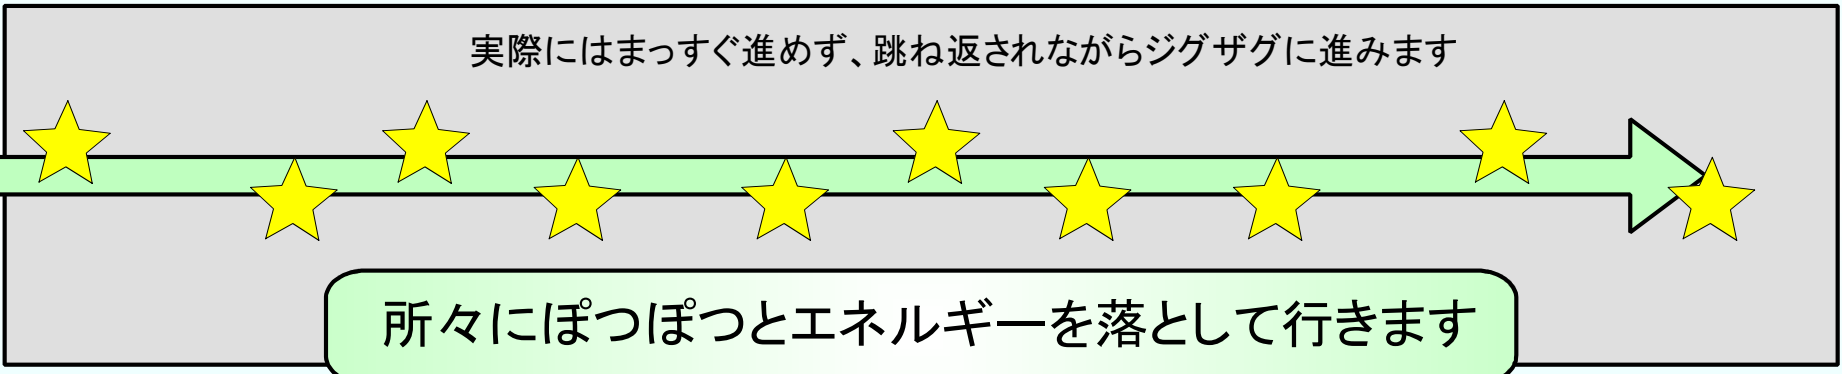 実際にはまっすぐ進めず、跳ね返されながらジグザグに進みます
所々にぽつぽつとエネルギーを落として行きます